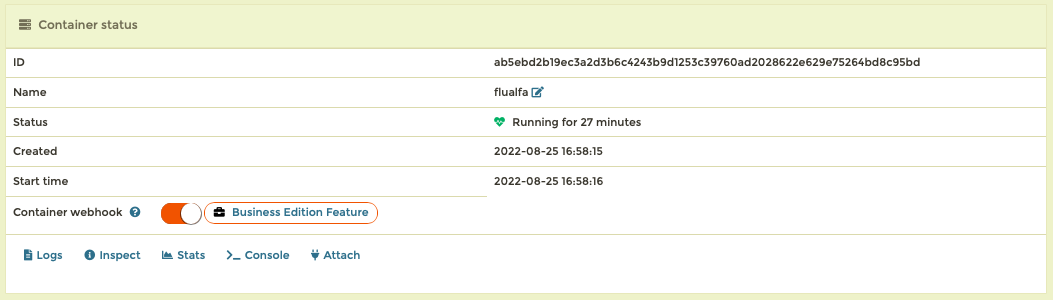 Container status
ID ab5ebd2b19ec3a2d3b6c4243b9d1253c39760ad2028622e629e75264bd8c95bd
Name flualfa
Status Running for 27 minutes
Created 2022-08-25 16:58:15
Start time 2022-08-25 16:58:16
Container webhook Business Edition Feature
Logs Inspect Stats Console Attach